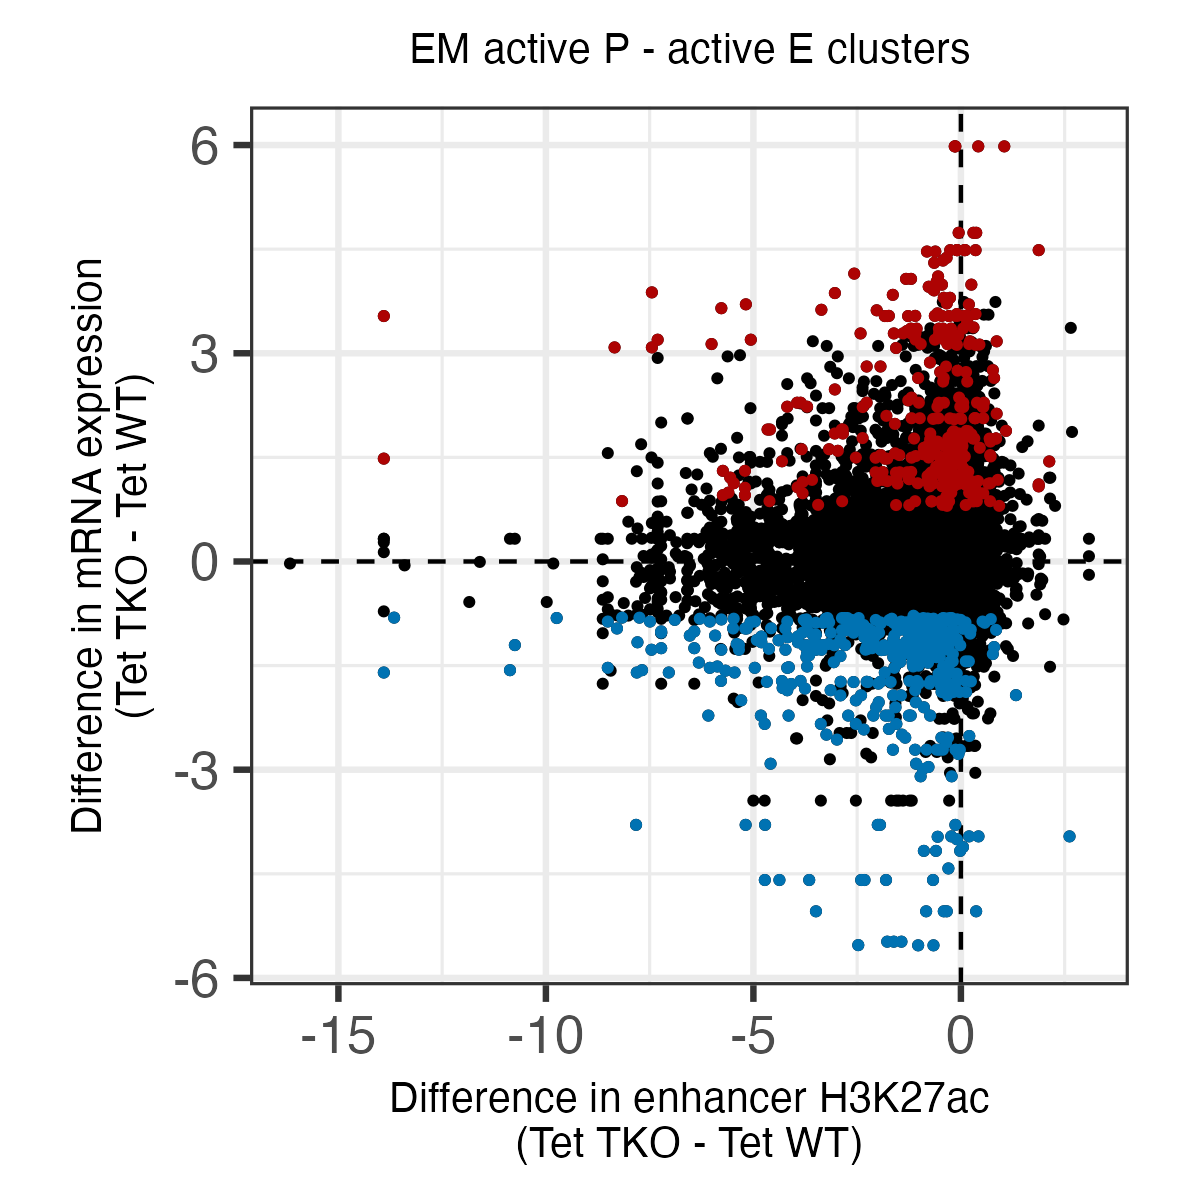 EM active P - active E clusters
Difference in mRNA expression
(Tet TKO - Tet WT)
6
3
0
-3
-6
-15
-10
-5
0
Difference in enhancer H3K27ac
(Tet TKO - Tet WT)